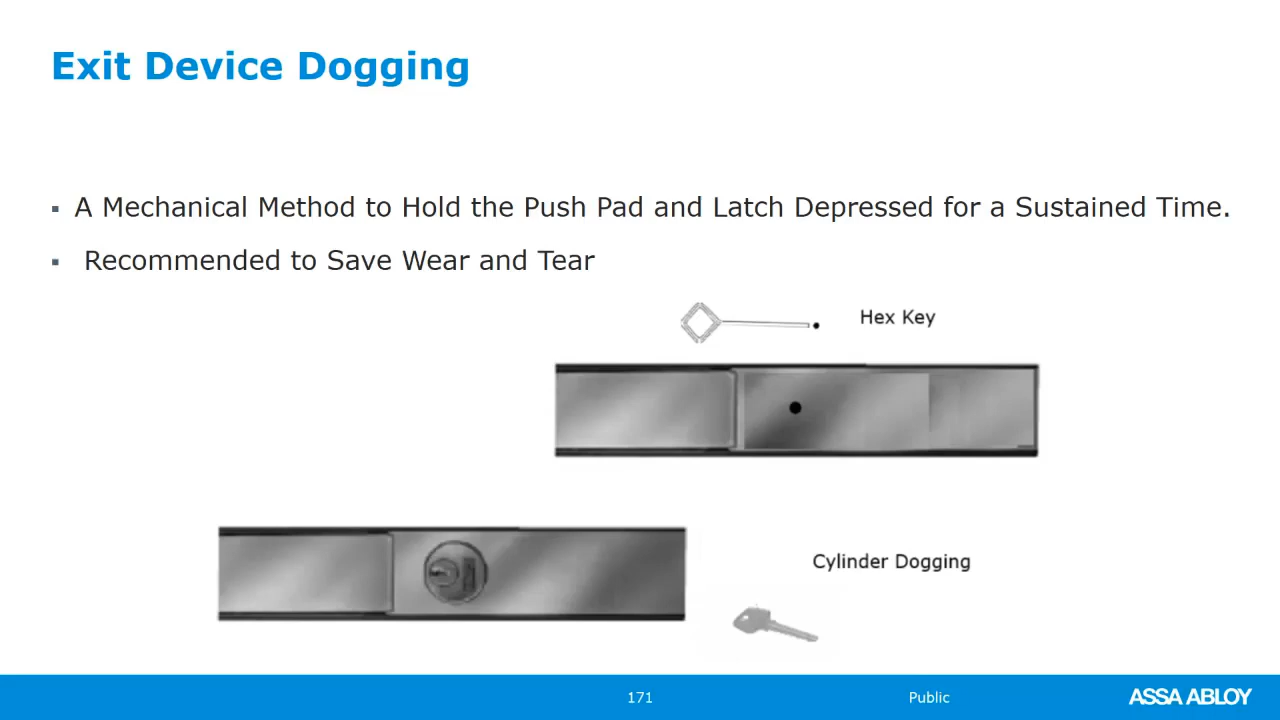 Exit Device Dogging
▪ A Mechanical Method to Hold the Push Pad and Latch Depressed for a Sustained Time.
▪ Recommended to Save Wear and Tear
Hex Key
Cylinder Dogging
171
Public
ASSA ABLOY